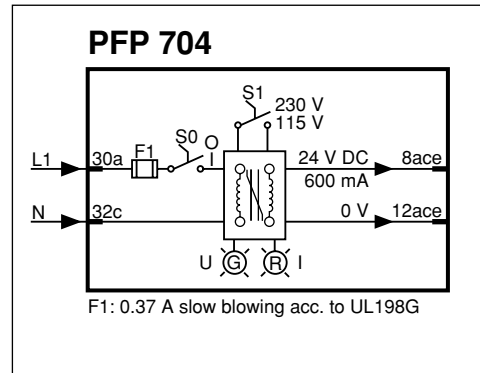 PFP 704
S1
230 V
115 V
S0
O
I
F1
L1
30a
24 V DC
8ace
600 mA
N
32c
0 V
12ace
U
G
R
I
F1: 0.37 A slow blowing acc. to UL198G